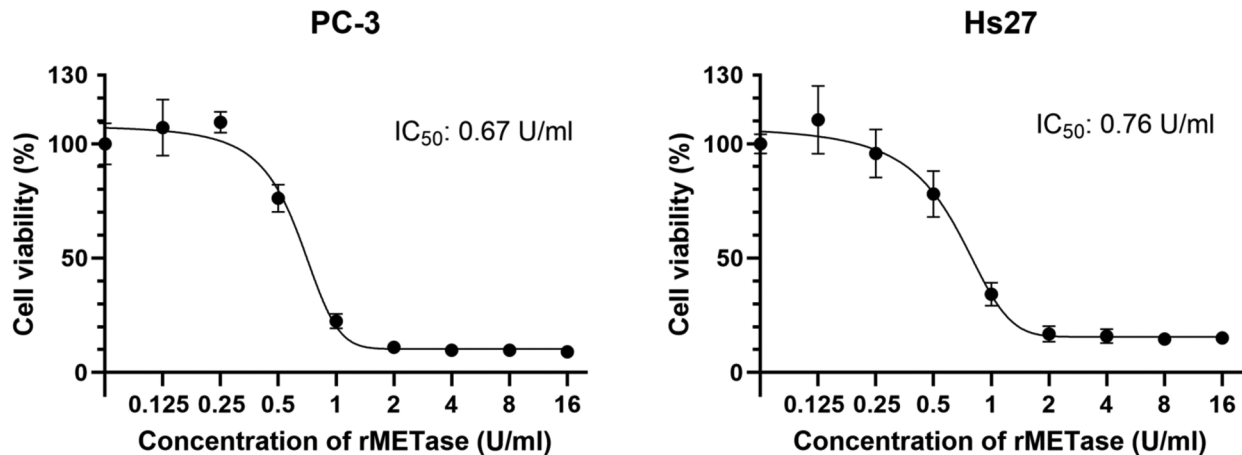 PC-3
130
100
50
0
Cell viability (%)
IC50: 0.67 U/ml
0.125 0.25 0.5 1 2 4 8 16
Concentration of rMETase (U/ml)
Hs27
130
100
50
0
Cell viability (%)
IC50: 0.76 U/ml
0.125 0.25 0.5 1 2 4 8 16
Concentration of rMETase (U/ml)